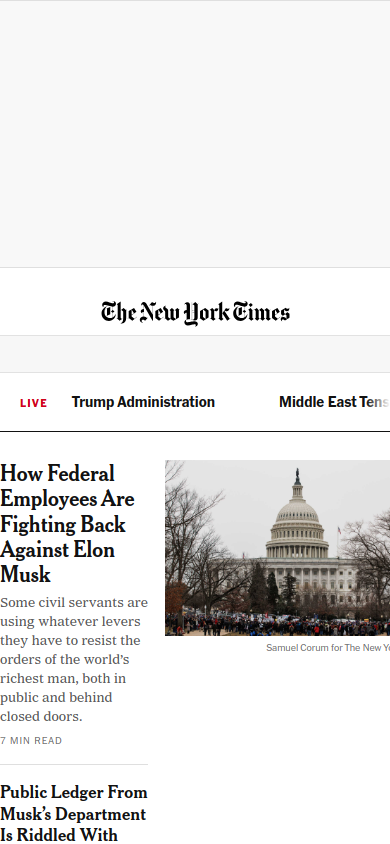 The New York Times
LIVE Trump Administration Middle East Tens
How Federal
Employees Are
Fighting Back
Against Elon
Musk
Some civil servants are
using whatever levers
they have to resist the
orders of the world's
richest man, both in
public and behind
closed doors.
7 MIN READ
Samuel Corum for The New Yo
Public Ledger From
Musk's Department
Is Riddled With